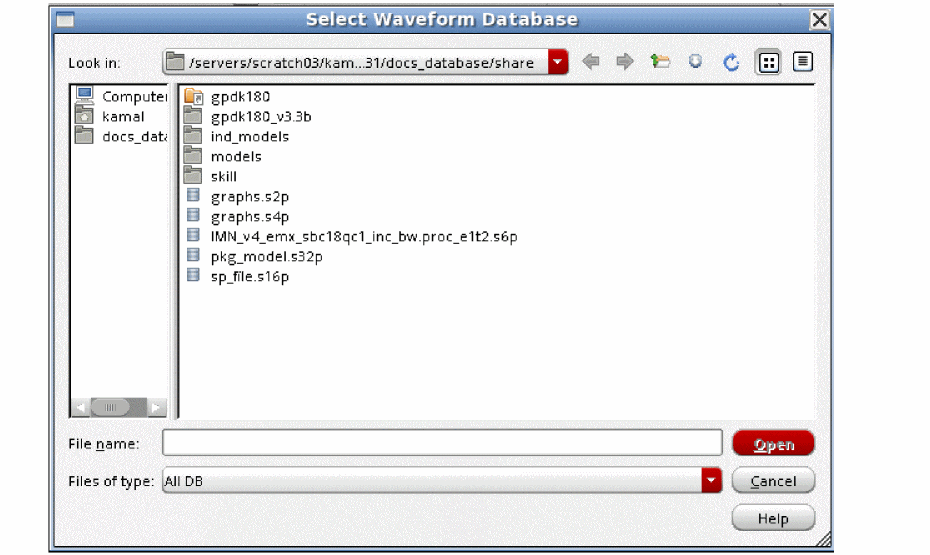 Select Waveform Database
Look in: /servers/scratch03/kam...31/docs_database/share
Computer
kamal
docs_data
gpdk180
gpdk180_v3.3b
ind_models
models
skill
graphs.s2p
graphs.s4p
IMN_v4_emx_sbc18qc1_inc_bw.proc_e1t2.s6p
pkg_model.s32p
sp_file.s16p
File name: Open
Files of type: All DB Cancel
Help